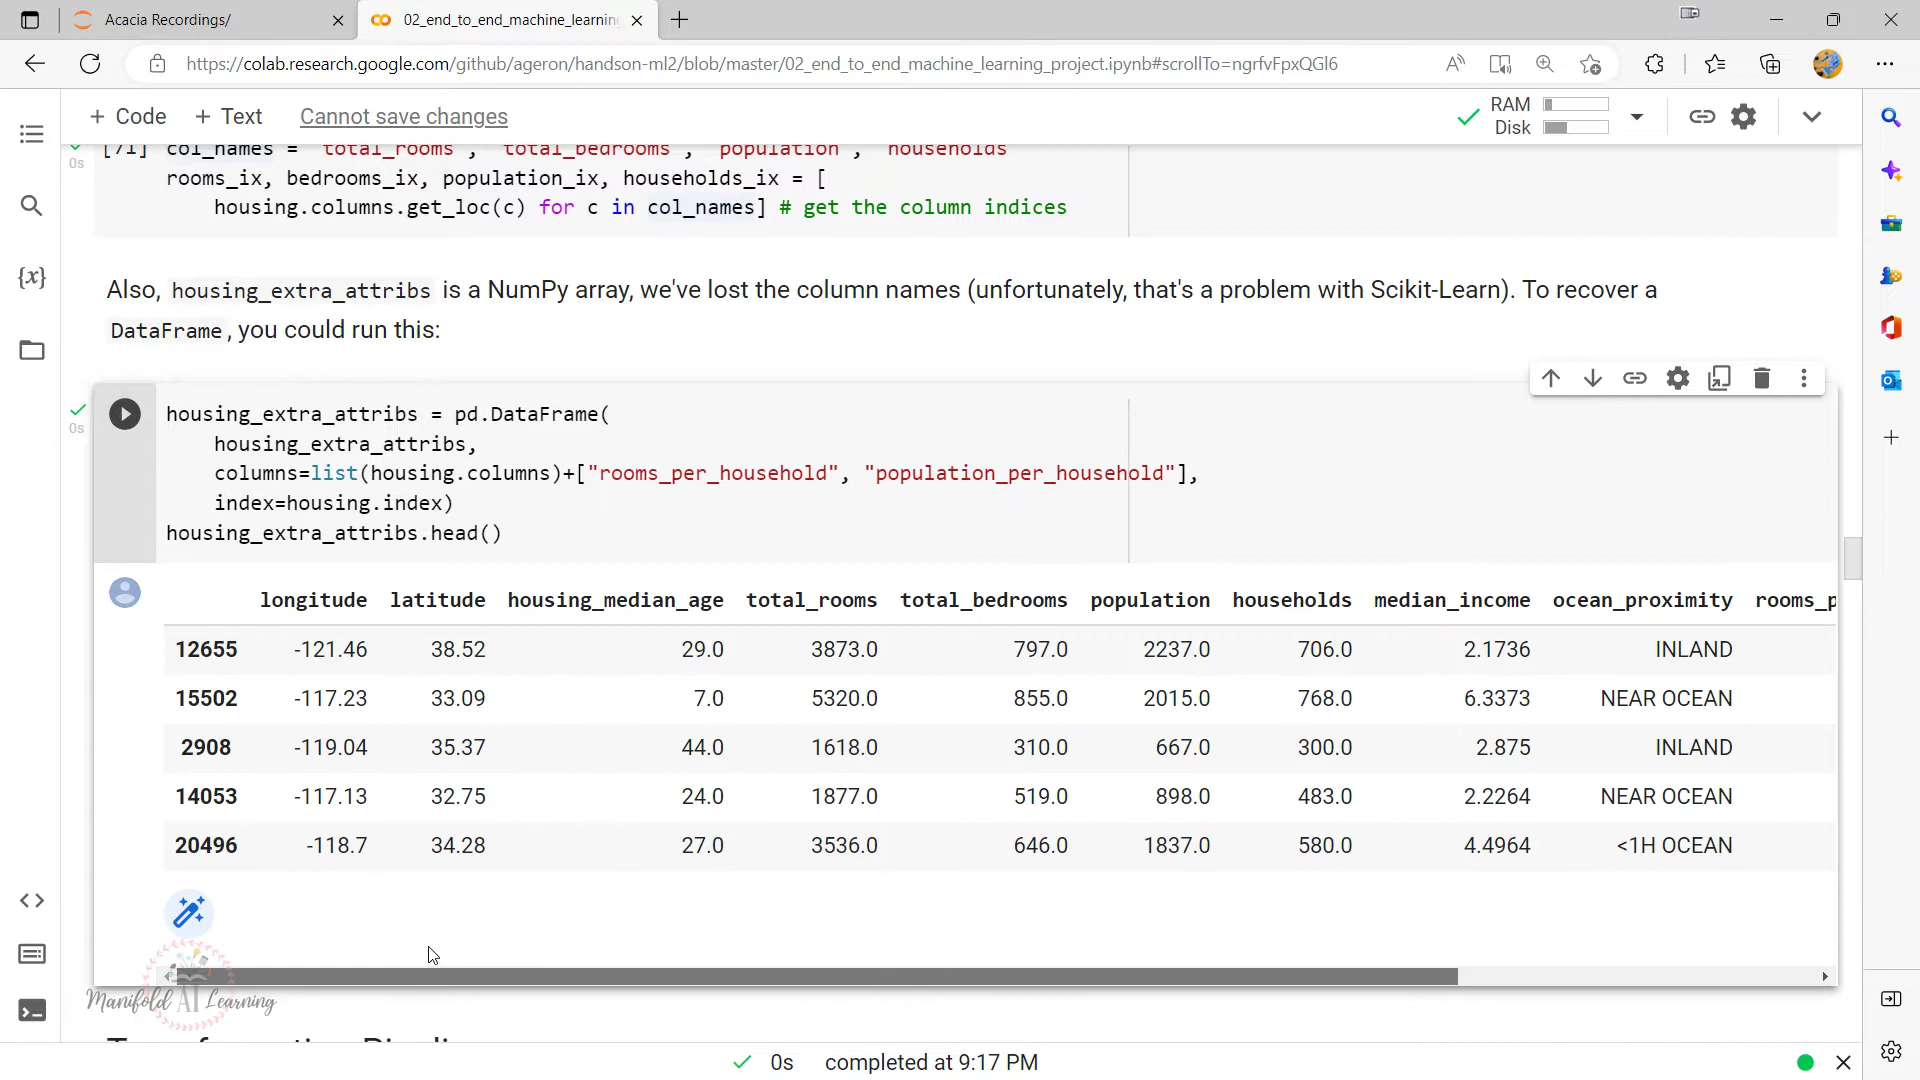 Acacia Recordings/
02_end_to_end_machine_learning
https://colab.research.google.com/github/ageron/handson-ml2/blob/master/02_end_to_end_machine_learning_project.ipynb#scrollTo=ngrfvFpxQGl6
+ Code + Text Cannot save changes
RAM
Disk
[71] col_names = "total_rooms", "total_bedrooms", "population", "households"
0s
rooms_ix, bedrooms_ix, population_ix, households_ix = [
housing.columns.get_loc(c) for c in col_names] # get the column indices
Also, housing_extra_attribs is a NumPy array, we've lost the column names (unfortunately, that's a problem with Scikit-Learn). To recover a
DataFrame, you could run this:
housing_extra_attribs = pd.DataFrame(
0s
housing_extra_attribs,
columns=list(housing.columns)+["rooms_per_household", "population_per_household"],
index=housing.index)
housing_extra_attribs.head()
longitude latitude housing_median_age total_rooms total_bedrooms population households median_income ocean_proximity rooms_p
12655 -121.46 38.52 29.0 3873.0 797.0 2237.0 706.0 2.1736 INLAND
15502 -117.23 33.09 7.0 5320.0 855.0 2015.0 768.0 6.3373 NEAR OCEAN
2908 -119.04 35.37 44.0 1618.0 310.0 667.0 300.0 2.875 INLAND
14053 -117.13 32.75 24.0 1877.0 519.0 898.0 483.0 2.2264 NEAR OCEAN
20496 -118.7 34.28 27.0 3536.0 646.0 1837.0 580.0 4.4964 <1H OCEAN
Manifold AI Learning
0s completed at 9:17 PM